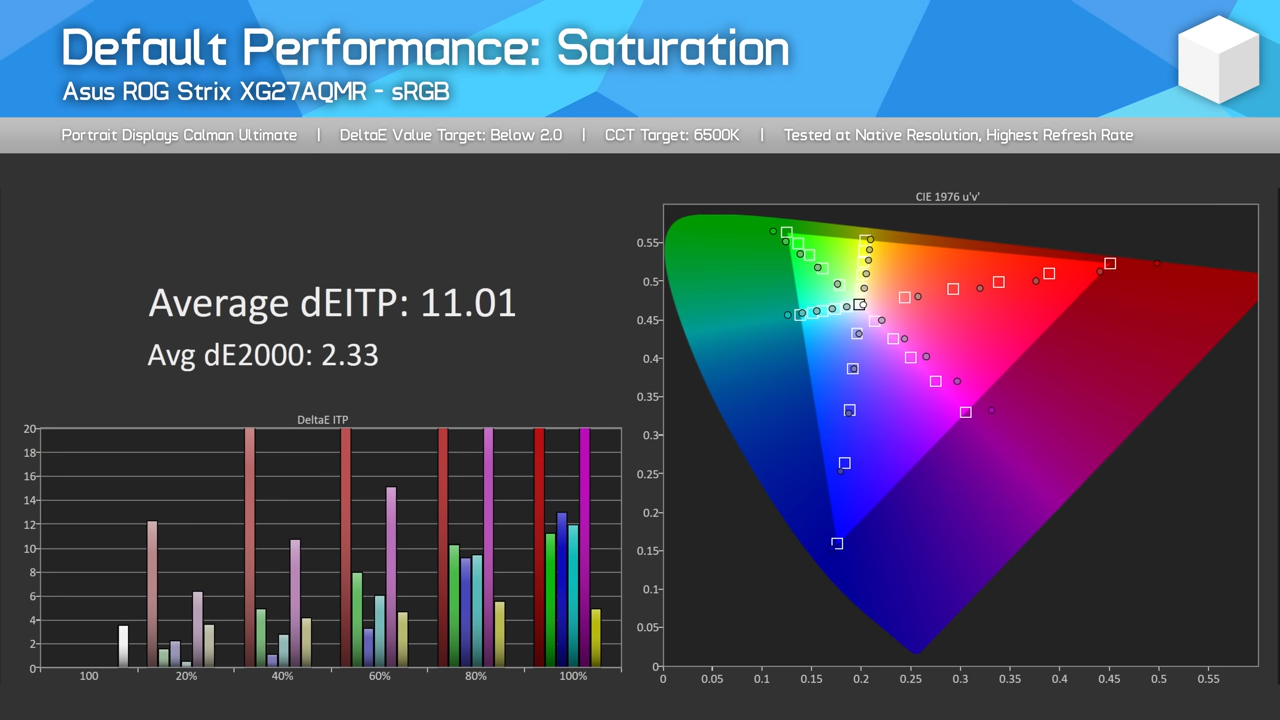 Default Performance: Saturation
Asus ROG Strix XG27AQMR - sRGB
Portrait Displays Calman Ultimate | DeltaE Value Target: Below 2.0 | CCT Target: 6500K | Tested at Native Resolution, Highest Refresh Rate
Average dEITP: 11.01
Avg dE2000: 2.33
DeltaE ITP
20
18
16
14
12
10
8
6
4
2
0
100 20% 40% 60% 80% 100%
CIE 1976 u'v'
0.55
0.5
0.45
0.4
0.35
0.3
0.25
0.2
0.15
0.1
0.05
0
0 0.05 0.1 0.15 0.2 0.25 0.3 0.35 0.4 0.45 0.5 0.55